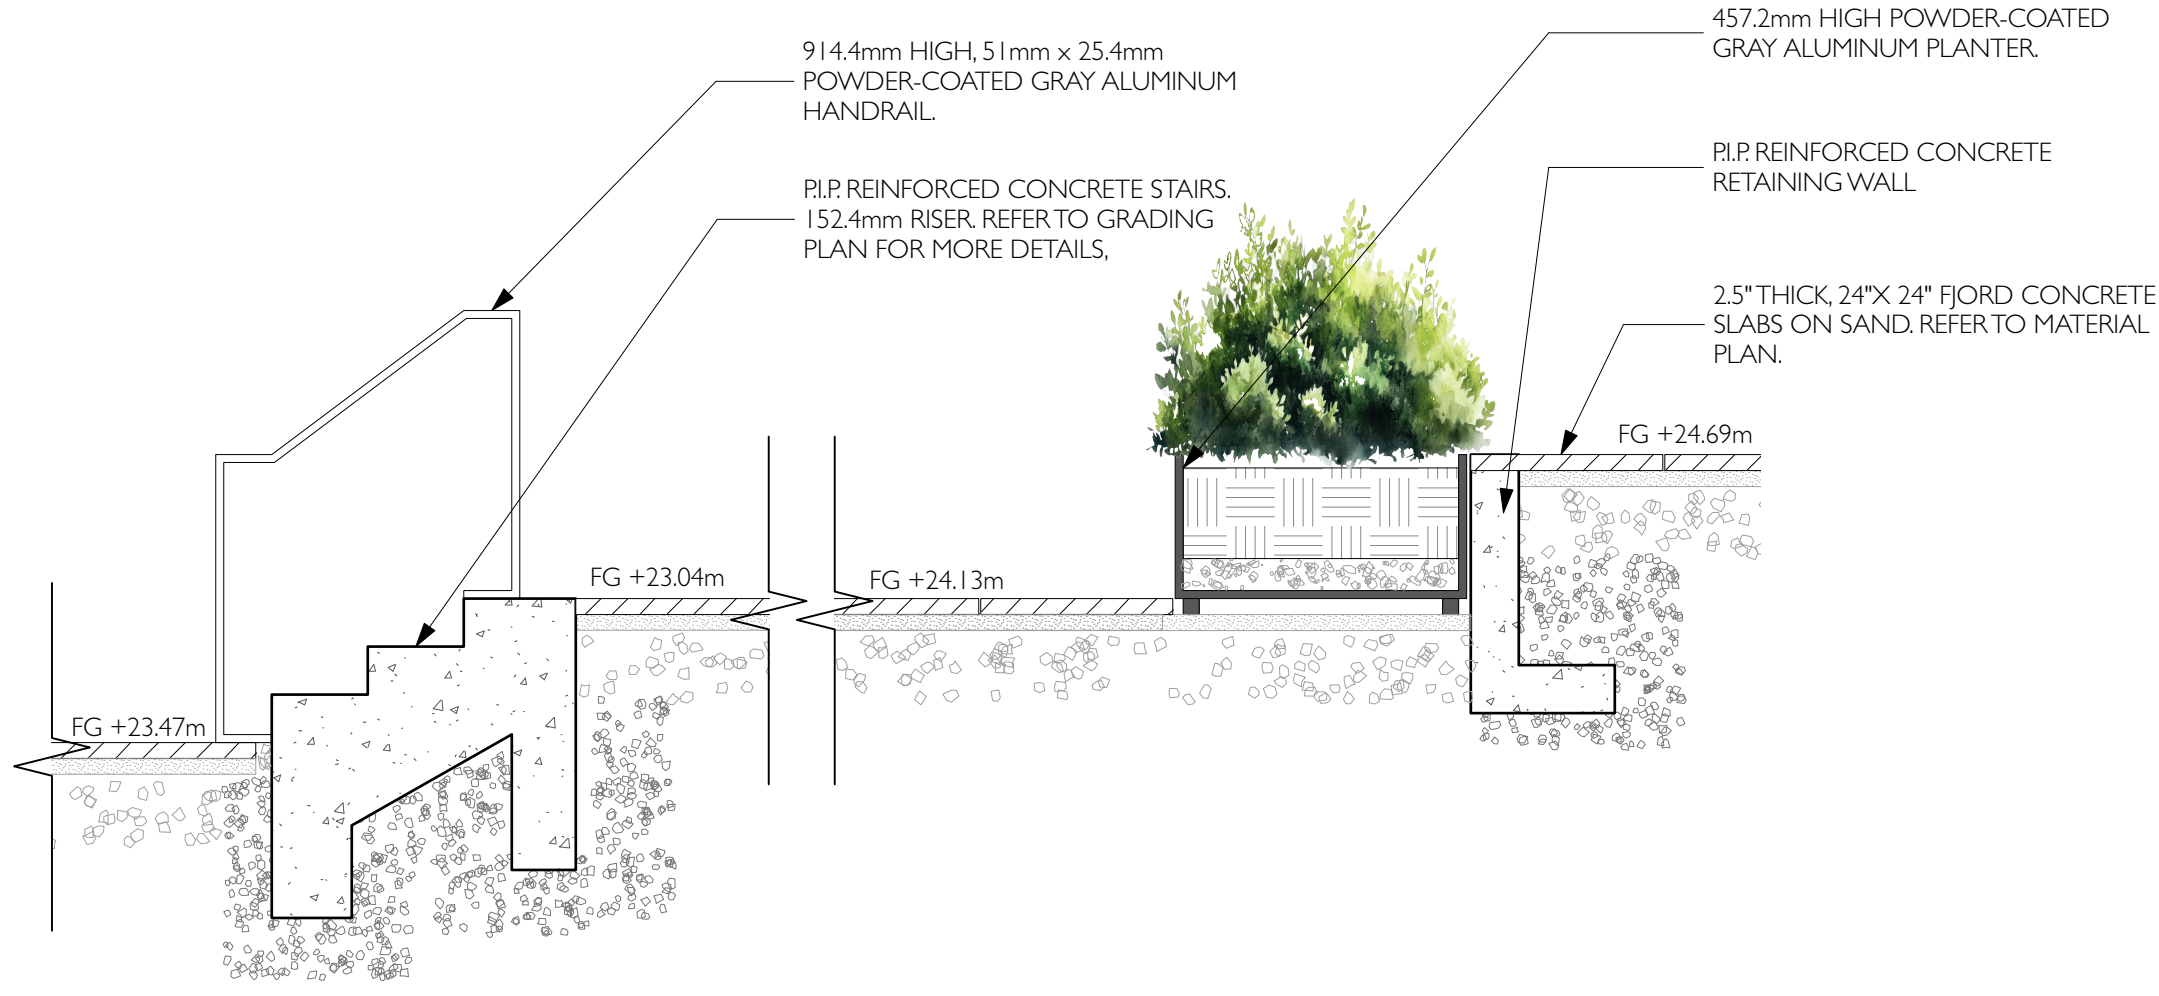 457.2mm HIGH POWDER-COATED
GRAY ALUMINUM PLANTER.
914.4mm HIGH, 51mm x 25.4mm
POWDER-COATED GRAY ALUMINUM
HANDRAIL.
P.I.P. REINFORCED CONCRETE
RETAINING WALL
P.I.P. REINFORCED CONCRETE STAIRS.
152.4mm RISER. REFER TO GRADING
PLAN FOR MORE DETAILS,
2.5" THICK, 24"X 24" FJORD CONCRETE
SLABS ON SAND. REFER TO MATERIAL
PLAN.
FG +24.69m
FG +23.04m
FG +24.13m
FG +23.47m